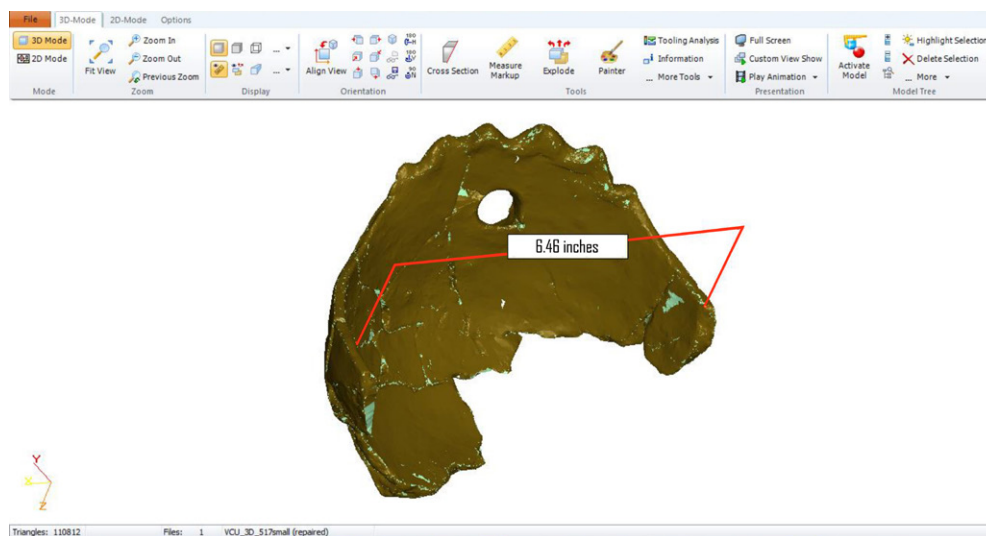 File 3D-Mode 2D-Mode Options
3D Mode
2D Mode
Mode
Fit View
Zoom In
Zoom Out
Previous Zoom
Zoom
...
...
Display
Align View
180
180
90
Orientation
Cross Section
Measure
Markup
Explode
Painter
Tooling Analysis
Information
... More Tools
Tools
Full Screen
Custom View Show
Play Animation
Presentation
Activate
Model
Highlight Selection
Delete Selection
... More
Model Tree
6.46 inches
Y
X
Z
Triangles: 110812 Files: 1 VCU_3D_517small (repaired)